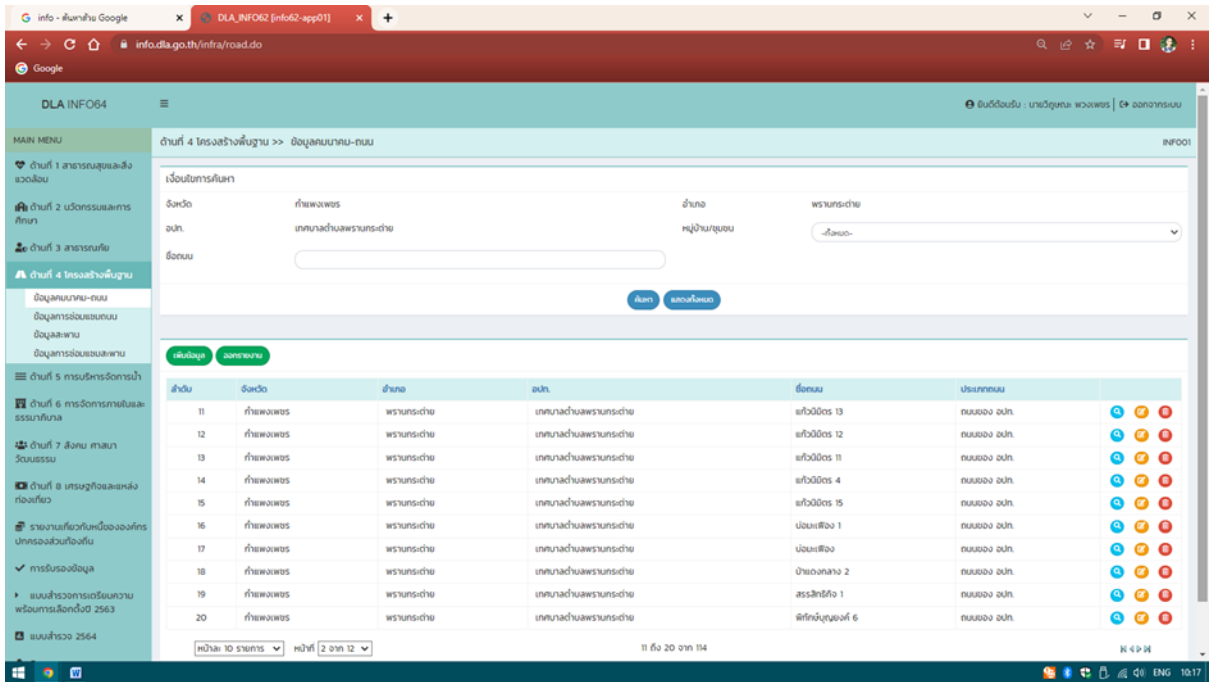 info - ค้นหาด้วย Google
DLA_INFO62 [info62-app01]
info.dla.go.th/infra/road.do
Google
DLA INFO64
ยินดีต้อนรับ : นายวิฑูษณะ พวงเพชร
ออกจากระบบ
MAIN MENU
ด้านที่ 4 โครงสร้างพื้นฐาน >> ข้อมูลคมนาคม-ถนน
INFO01
ด้านที่ 1 สาธารณสุขและสิ่งแวดล้อม
ด้านที่ 2 นวัตกรรมและการศึกษา
ด้านที่ 3 สาธารณภัย
ด้านที่ 4 โครงสร้างพื้นฐาน
ข้อมูลคมนาคม-ถนน
ข้อมูลการซ่อมแซมถนน
ข้อมูลสะพาน
ข้อมูลการซ่อมแซมสะพาน
ด้านที่ 5 การบริหารจัดการน้ำ
ด้านที่ 6 การจัดการภายในและธรรมาภิบาล
ด้านที่ 7 สังคม ศาสนา วัฒนธรรม
ด้านที่ 8 เศรษฐกิจและแหล่งท่องเที่ยว
รายงานเกี่ยวกับหนี้ขององค์กรปกครองส่วนท้องถิ่น
การรับรองข้อมูล
แบบสำรวจการเตรียมความพร้อมการเลือกตั้งปี 2563
แบบสำรวจ 2564
เงื่อนไขการค้นหา
จังหวัด กำแพงเพชร อำเภอ พรานกระต่าย
อปท. เทศบาลตำบลพรานกระต่าย หมู่บ้าน/ชุมชน -ทั้งหมด-
ชื่อถนน
ค้นหา แสดงทั้งหมด
เพิ่มข้อมูล ออกรายงาน
ลำดับ จังหวัด อำเภอ อปท. ชื่อถนน ประเภทถนน
11 กำแพงเพชร พรานกระต่าย เทศบาลตำบลพรานกระต่าย แก้วนิมิตร 13 ถนนของ อปท.
12 กำแพงเพชร พรานกระต่าย เทศบาลตำบลพรานกระต่าย แก้วนิมิตร 12 ถนนของ อปท.
13 กำแพงเพชร พรานกระต่าย เทศบาลตำบลพรานกระต่าย แก้วนิมิตร 11 ถนนของ อปท.
14 กำแพงเพชร พรานกระต่าย เทศบาลตำบลพรานกระต่าย แก้วนิมิตร 4 ถนนของ อปท.
15 กำแพงเพชร พรานกระต่าย เทศบาลตำบลพรานกระต่าย แก้วนิมิตร 15 ถนนของ อปท.
16 กำแพงเพชร พรานกระต่าย เทศบาลตำบลพรานกระต่าย บ่อมะเฟือง 1 ถนนของ อปท.
17 กำแพงเพชร พรานกระต่าย เทศบาลตำบลพรานกระต่าย บ่อมะเฟือง ถนนของ อปท.
18 กำแพงเพชร พรานกระต่าย เทศบาลตำบลพรานกระต่าย ป่าแดงกลาง 2 ถนนของ อปท.
19 กำแพงเพชร พรานกระต่าย เทศบาลตำบลพรานกระต่าย สรรสิทธิกิจ 1 ถนนของ อปท.
20 กำแพงเพชร พรานกระต่าย เทศบาลตำบลพรานกระต่าย พิทักษ์บุญยงค์ 6 ถนนของ อปท.
หน้าละ 10 รายการ หน้าที่ 2 จาก 12 11 ถึง 20 จาก 114
ENG 10:17